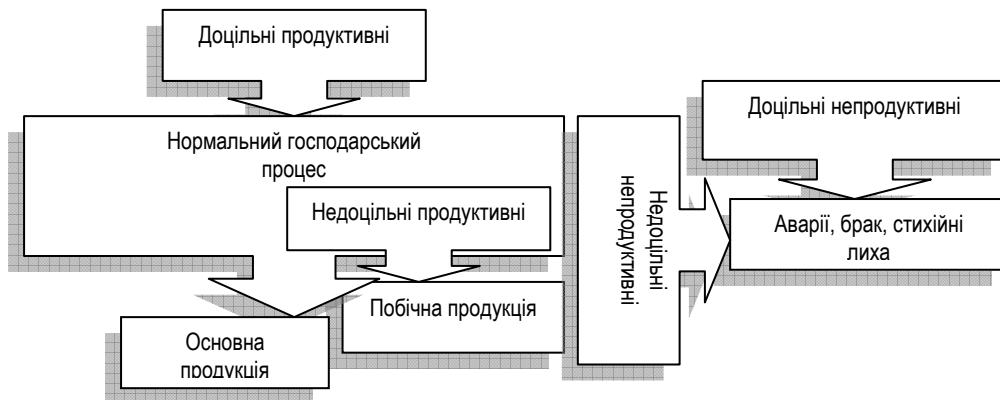 Доцільні продуктивні
Нормальний господарський
процес
Недоцільні продуктивні
Побічна продукція
Основна
продукція
Недоцільні
непродуктивні
Доцільні непродуктивні
Аварії, брак, стихійні
лиха